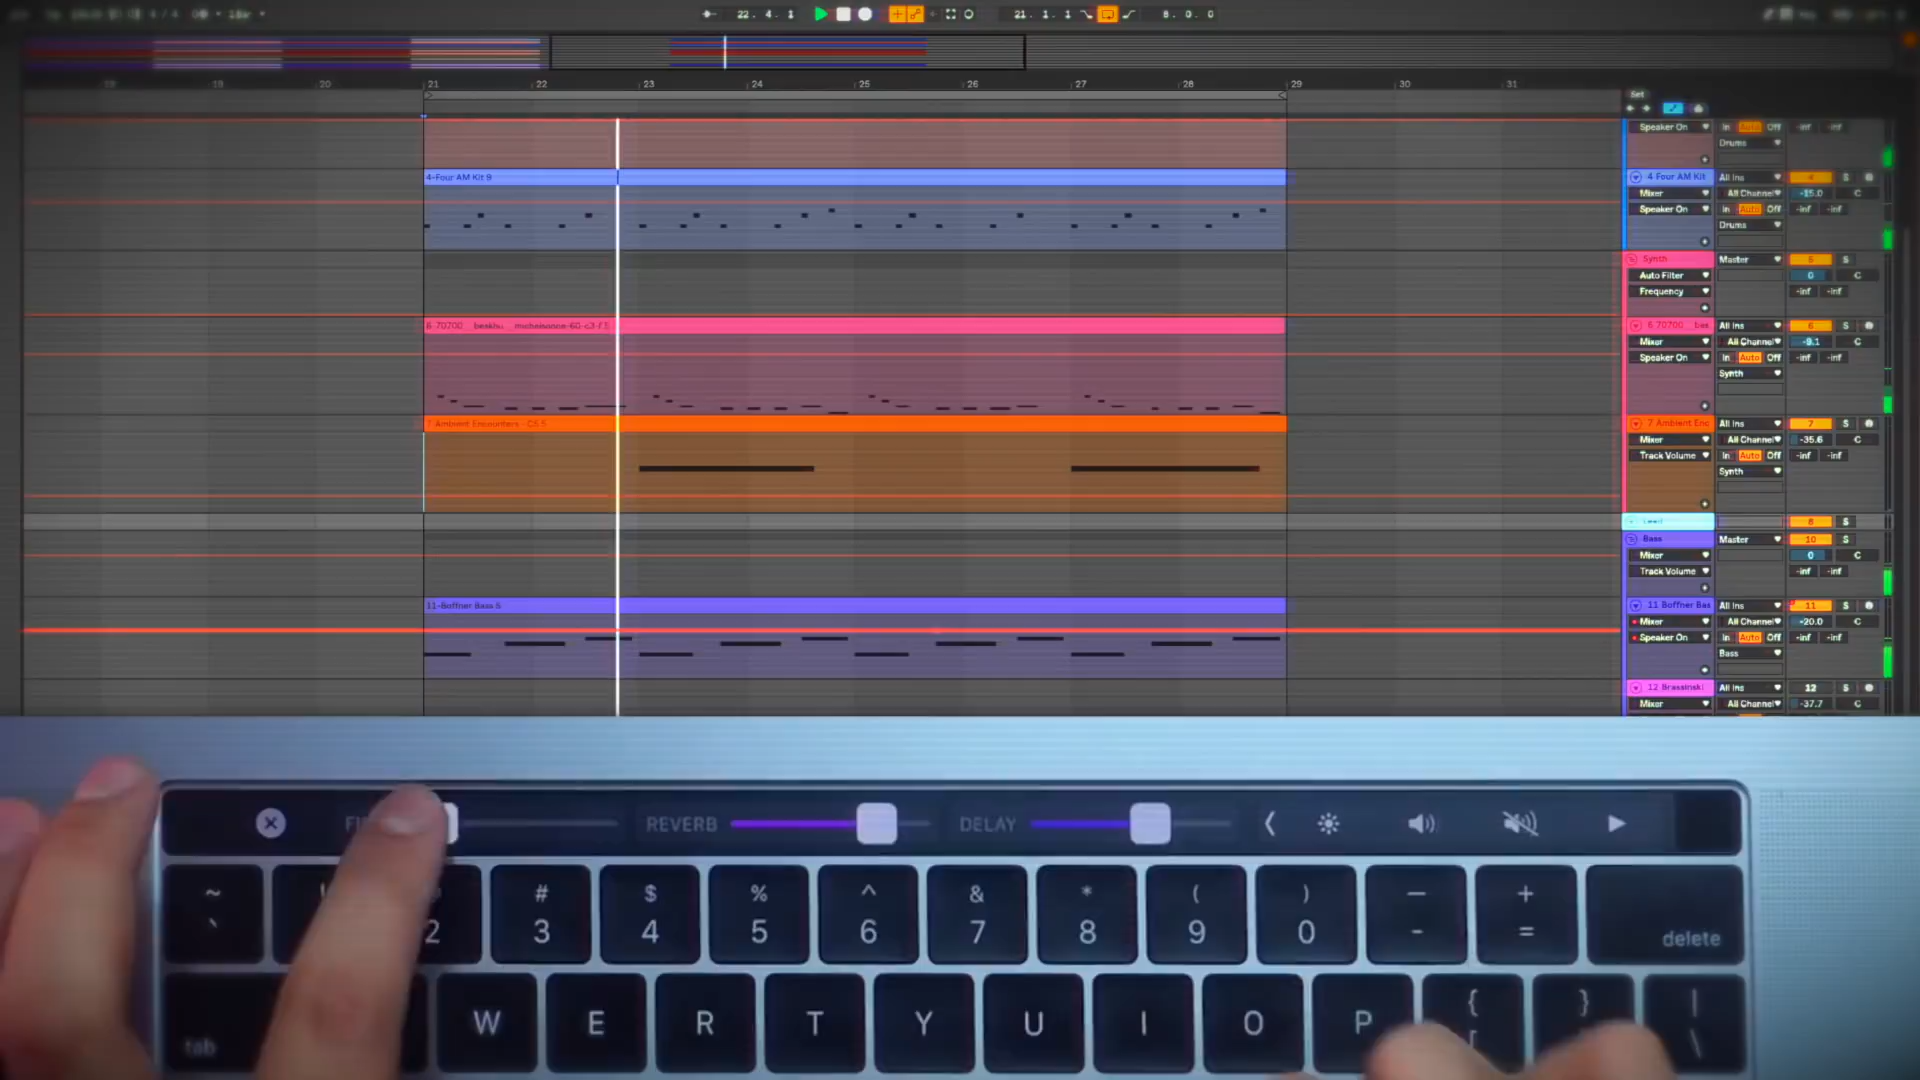 4 / 4
1 Bar
22. 4. 1
21. 1. 1
8. 0. 0
18 19 20 21 22 23 24 25 26 27 28 29 30 31
Set
Speaker On In Auto Off -inf -inf
Drums
4-Four AM Kit 9
4 Four AM Kit All Ins 4 S
Mixer All Channel -15.0 C
Speaker On In Auto Off -inf -inf
Drums
Synth Master 5 S
Auto Filter 0 C
Frequency -inf -inf
6 70700 All Ins 6 S
Mixer All Channel -9.1 C
Speaker On In Auto Off -inf -inf
Synth
7 Ambient Encounters - C5.5
7 Ambient Enc All Ins 7 S
Mixer All Channel -35.6 C
Track Volume In Auto Off -inf -inf
Synth
8 S
Bass Master 10 S
Mixer 0 C
Track Volume -inf -inf
11-Boffner Bass 5
11 Boffner Bas All Ins 11 S
Mixer All Channel -20.0 C
Speaker On In Auto Off -inf -inf
Bass
12 Brassinski All Ins 12 S
Mixer All Channel -37.7 C
REVERB DELAY
~ # $ % ^ & * ( ) — +
` 2 3 4 5 6 7 8 9 0 - = delete
{ } |
tab W E R T Y U I O P [ \